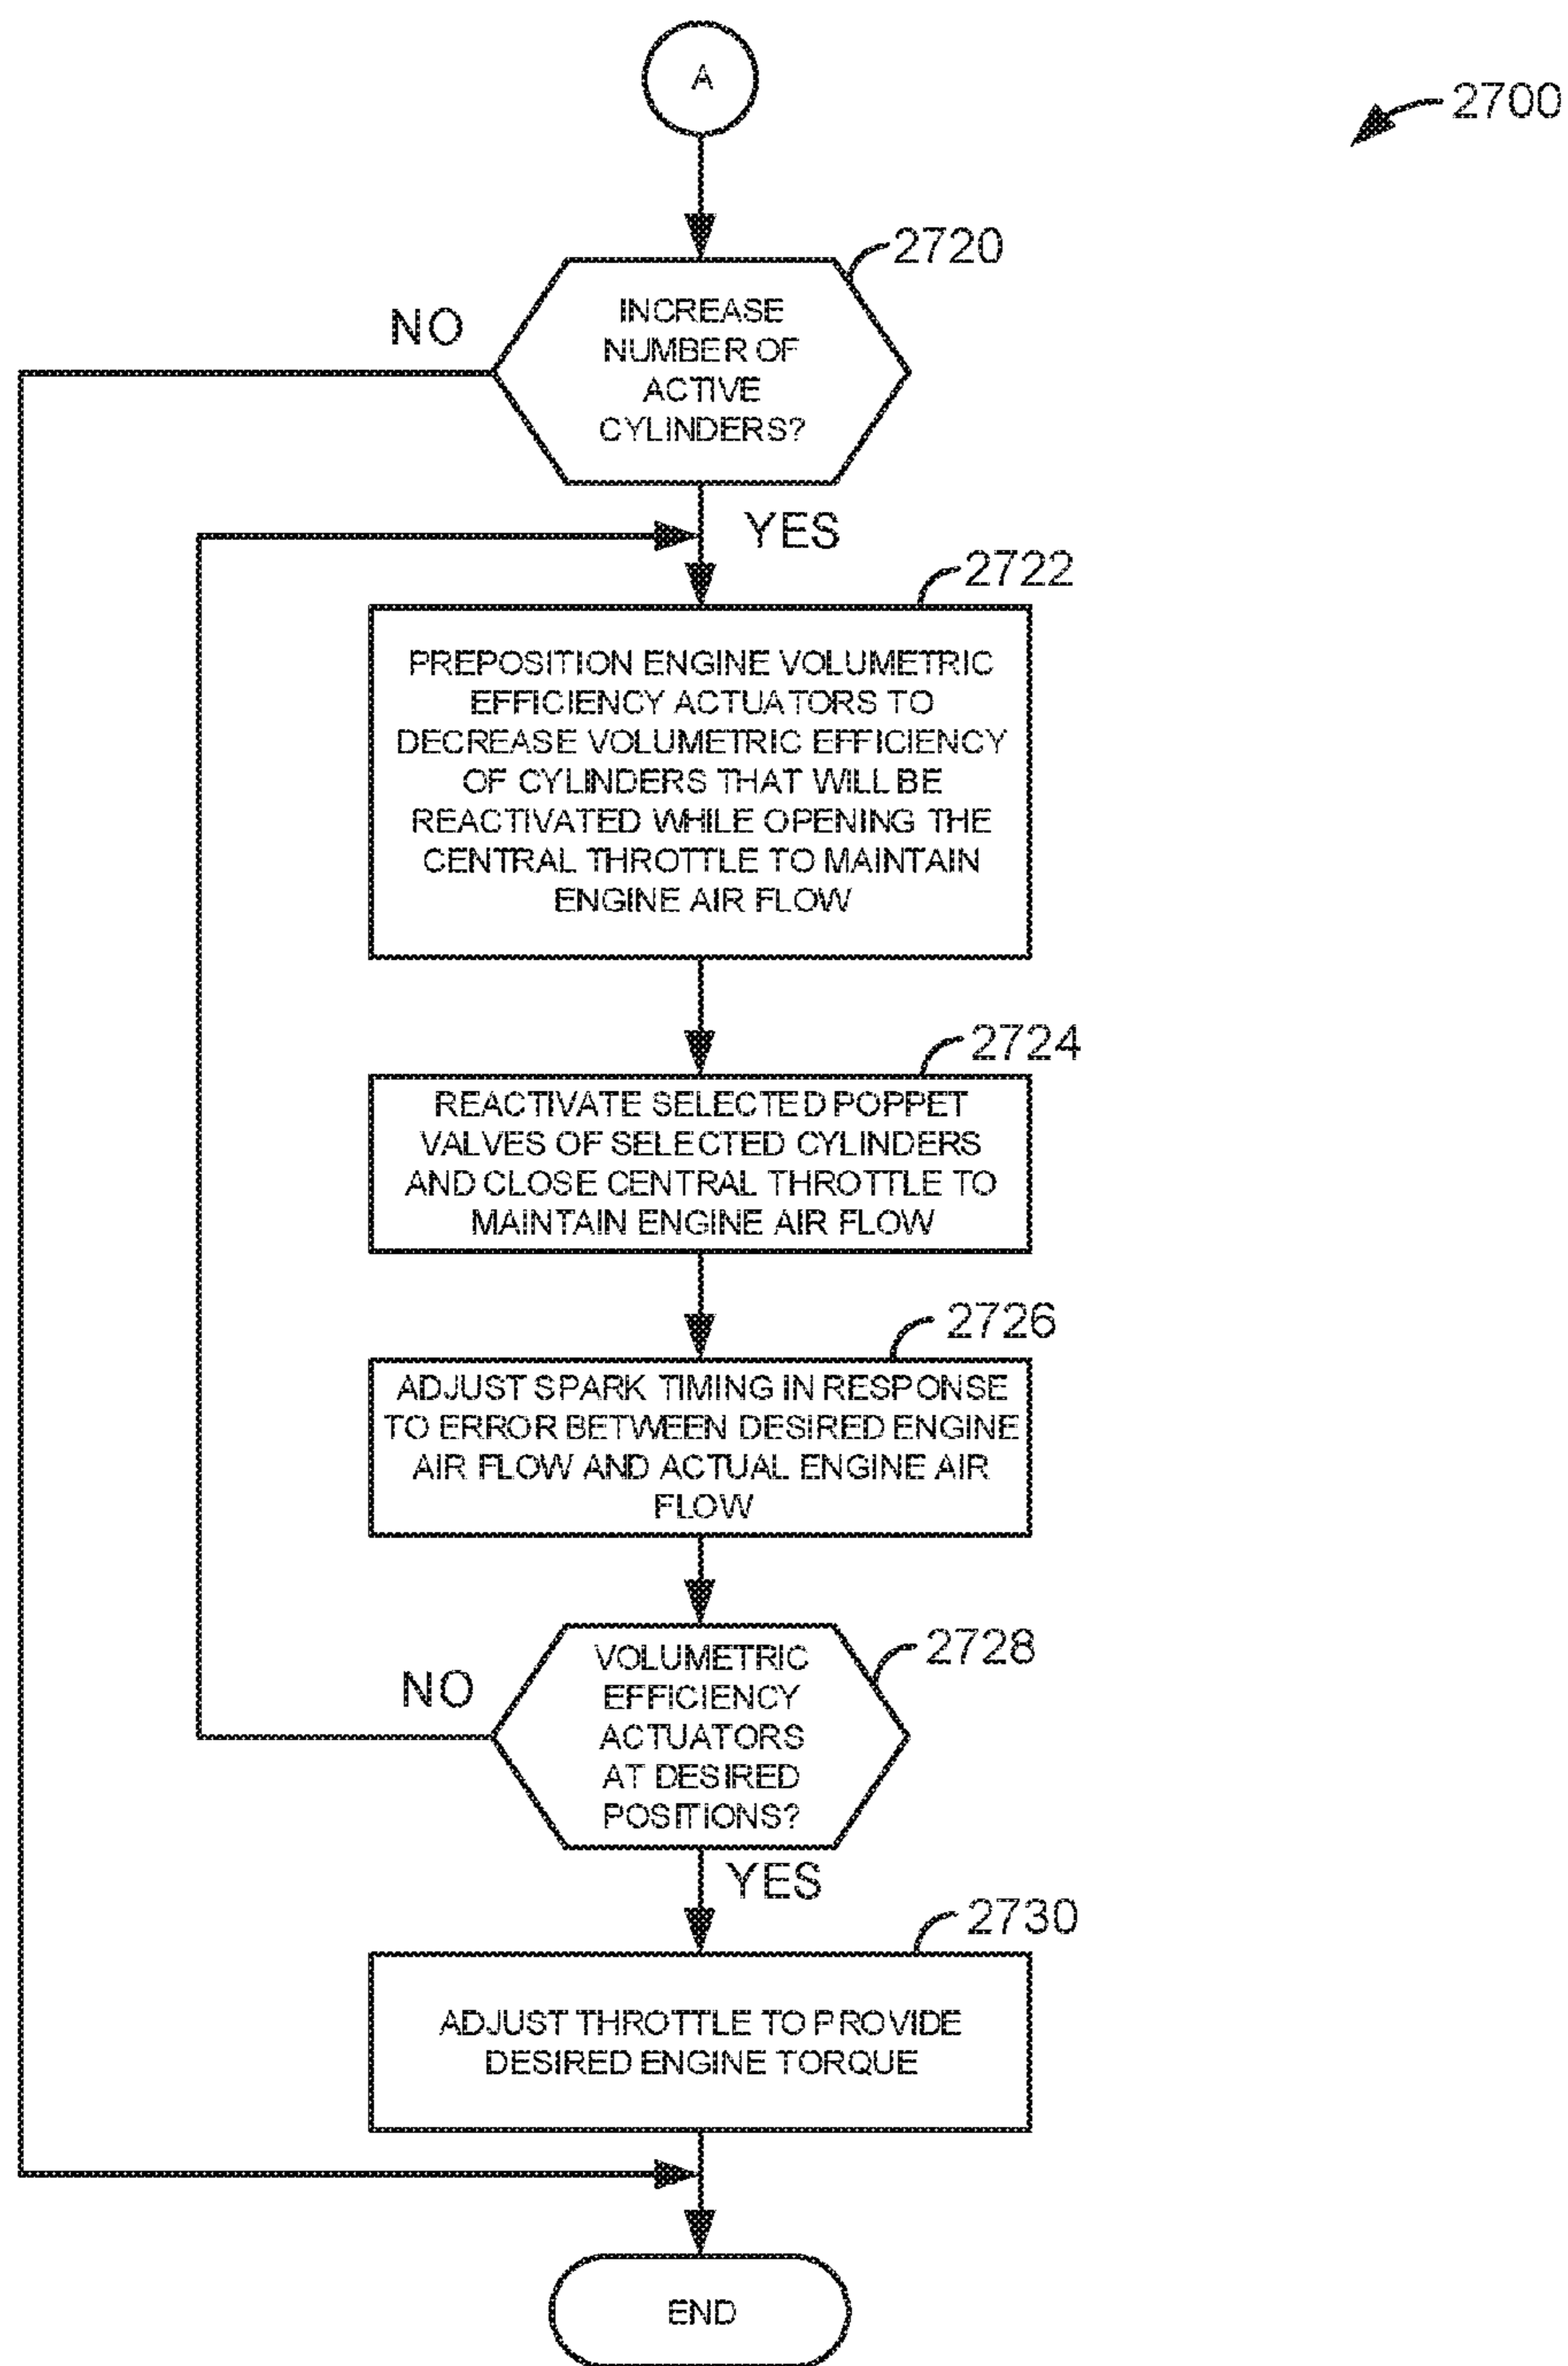 A
2700
2720
NO
INCREASE
NUMBER OF
ACTIVE
CYLINDERS?
YES
2722
PREPOSITION ENGINE VOLUMETRIC
EFFICIENCY ACTUATORS TO
DECREASE VOLUMETRIC EFFICIENCY
OF CYLINDERS THAT WILL BE
REACTIVATED WHILE OPENING THE
CENTRAL THROTTLE TO MAINTAIN
ENGINE AIR FLOW
2724
REACTIVATE SELECTED POPPET
VALVES OF SELECTED CYLINDERS
AND CLOSE CENTRAL THROTTLE TO
MAINTAIN ENGINE AIR FLOW
2726
ADJUST SPARK TIMING IN RESPONSE
TO ERROR BETWEEN DESIRED ENGINE
AIR FLOW AND ACTUAL ENGINE AIR
FLOW
2728
NO
VOLUMETRIC
EFFICIENCY
ACTUATORS
AT DESIRED
POSITIONS?
YES
2730
ADJUST THROTTLE TO PROVIDE
DESIRED ENGINE TORQUE
END